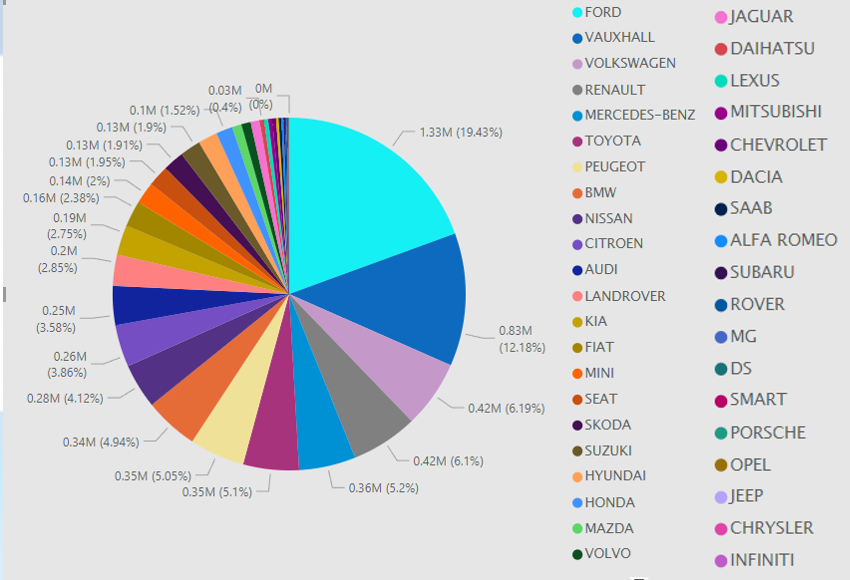 0M
(0%)
1.33M (19.43%)
0.83M
(12.18%)
0.42M (6.19%)
0.42M (6.1%)
0.36M (5.2%)
0.35M (5.1%)
0.35M (5.05%)
0.34M (4.94%)
0.28M (4.12%)
0.26M
(3.86%)
0.25M
(3.58%)
0.2M
(2.85%)
0.19M
(2.75%)
0.16M (2.38%)
0.14M (2%)
0.13M (1.95%)
0.13M (1.91%)
0.13M (1.9%)
0.1M (1.52%)
0.03M
(0.4%)
FORD
VAUXHALL
VOLKSWAGEN
RENAULT
MERCEDES-BENZ
TOYOTA
PEUGEOT
BMW
NISSAN
CITROEN
AUDI
LANDROVER
KIA
FIAT
MINI
SEAT
SKODA
SUZUKI
HYUNDAI
HONDA
MAZDA
VOLVO
JAGUAR
DAIHATSU
LEXUS
MITSUBISHI
CHEVROLET
DACIA
SAAB
ALFA ROMEO
SUBARU
ROVER
MG
DS
SMART
PORSCHE
OPEL
JEEP
CHRYSLER
INFINITI